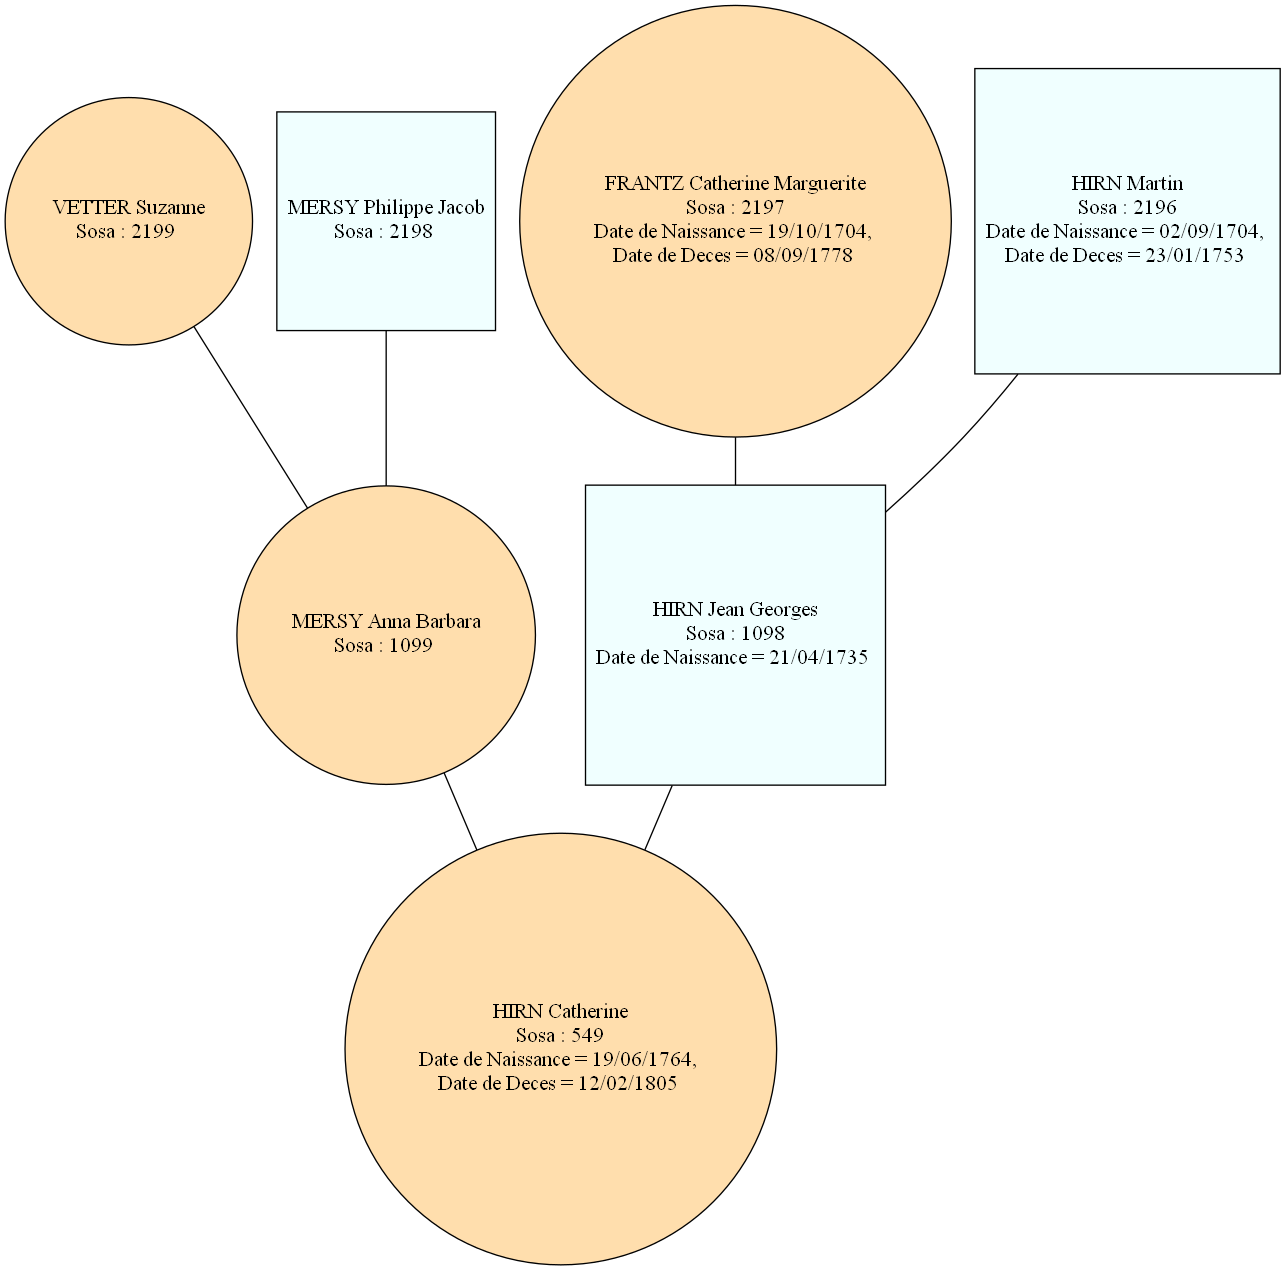 VETTER Suzanne
Sosa : 2199
MERSY Philippe Jacob
Sosa : 2198
FRANTZ Catherine Marguerite
Sosa : 2197
Date de Naissance = 19/10/1704,
Date de Deces = 08/09/1778
HIRN Martin
Sosa : 2196
Date de Naissance = 02/09/1704,
Date de Deces = 23/01/1753
MERSY Anna Barbara
Sosa : 1099
HIRN Jean Georges
Sosa : 1098
Date de Naissance = 21/04/1735
HIRN Catherine
Sosa : 549
Date de Naissance = 19/06/1764,
Date de Deces = 12/02/1805